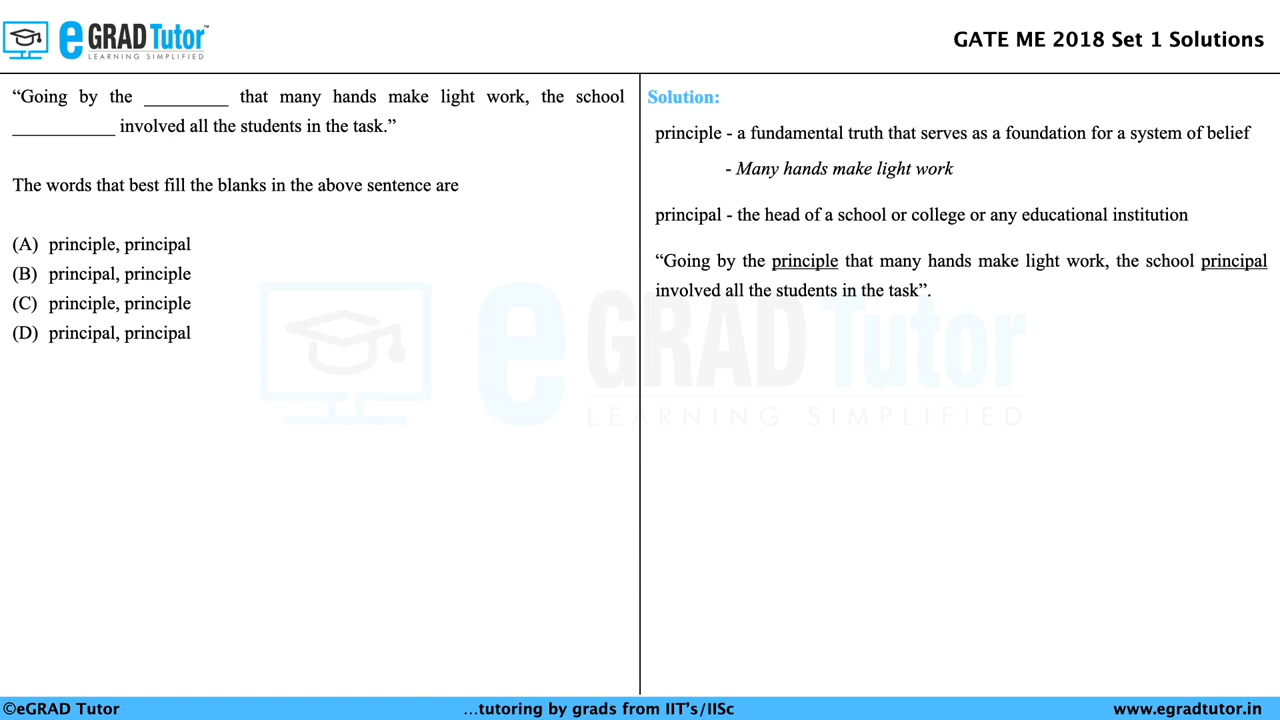 e GRAD Tutor™
LEARNING SIMPLIFIED
GATE ME 2018 Set 1 Solutions
“Going by the _________ that many hands make light work, the school
___________ involved all the students in the task.”
The words that best fill the blanks in the above sentence are
(A) principle, principal
(B) principal, principle
(C) principle, principle
(D) principal, principal
Solution:
principle - a fundamental truth that serves as a foundation for a system of belief
- Many hands make light work
principal - the head of a school or college or any educational institution
“Going by the principle that many hands make light work, the school principal
involved all the students in the task”.
e GRAD Tutor
LEARNING SIMPLIFIED
©eGRAD Tutor
...tutoring by grads from IIT's/IISc
www.egradtutor.in